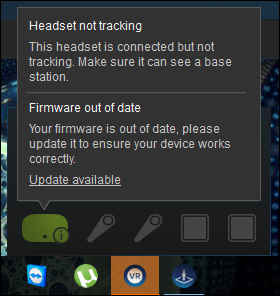 Headset not tracking
This headset is connected but not
tracking. Make sure it can see a base
station.
Firmware out of date
Your firmware is out of date, please
update it to ensure your device works
correctly.
Update available
i
VR